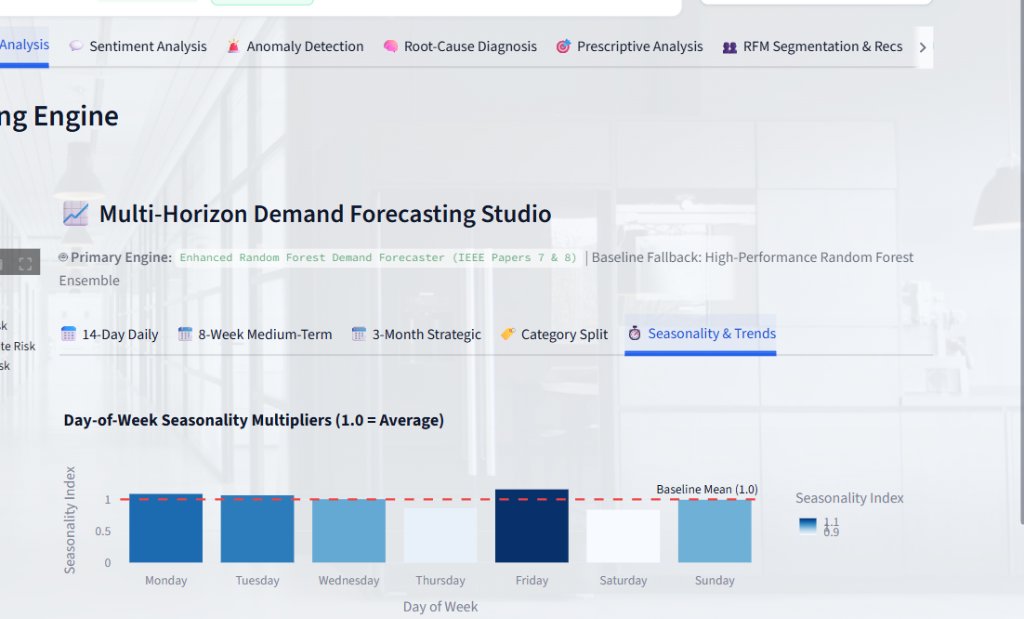 Analysis
Sentiment Analysis
Anomaly Detection
Root-Cause Diagnosis
Prescriptive Analysis
RFM Segmentation & Recs
ng Engine
Multi-Horizon Demand Forecasting Studio
Primary Engine: Enhanced Random Forest Demand Forecaster (IEEE Papers 7 & 8) | Baseline Fallback: High-Performance Random Forest
Ensemble
sk
te Risk
sk
14-Day Daily
8-Week Medium-Term
3-Month Strategic
Category Split
Seasonality & Trends
Day-of-Week Seasonality Multipliers (1.0 = Average)
Seasonality Index
1
0.5
0
Baseline Mean (1.0)
Monday
Tuesday
Wednesday
Thursday
Friday
Saturday
Sunday
Day of Week
Seasonality Index
1.1
0.9